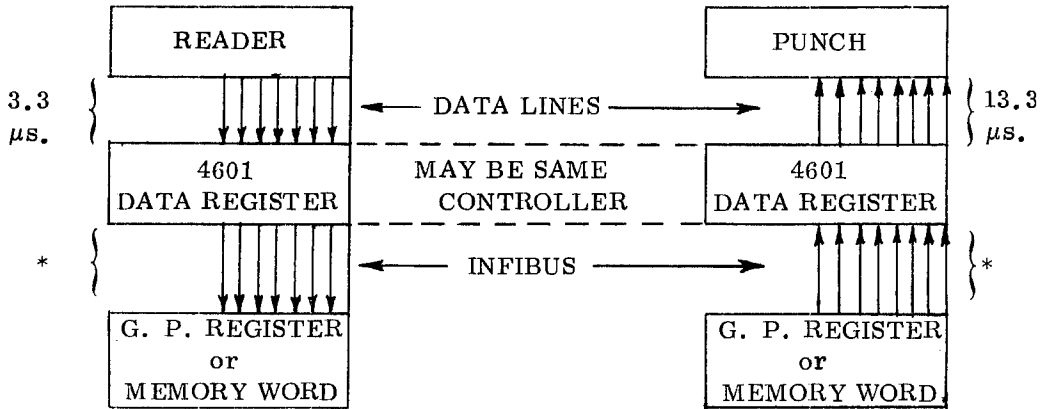 READER
PUNCH
3.3
µs.
DATA LINES
13.3
µs.
4601
DATA REGISTER
MAY BE SAME
CONTROLLER
4601
DATA REGISTER
*
INFIBUS
*
G. P. REGISTER
or
MEMORY WORD
G. P. REGISTER
or
MEMORY WORD